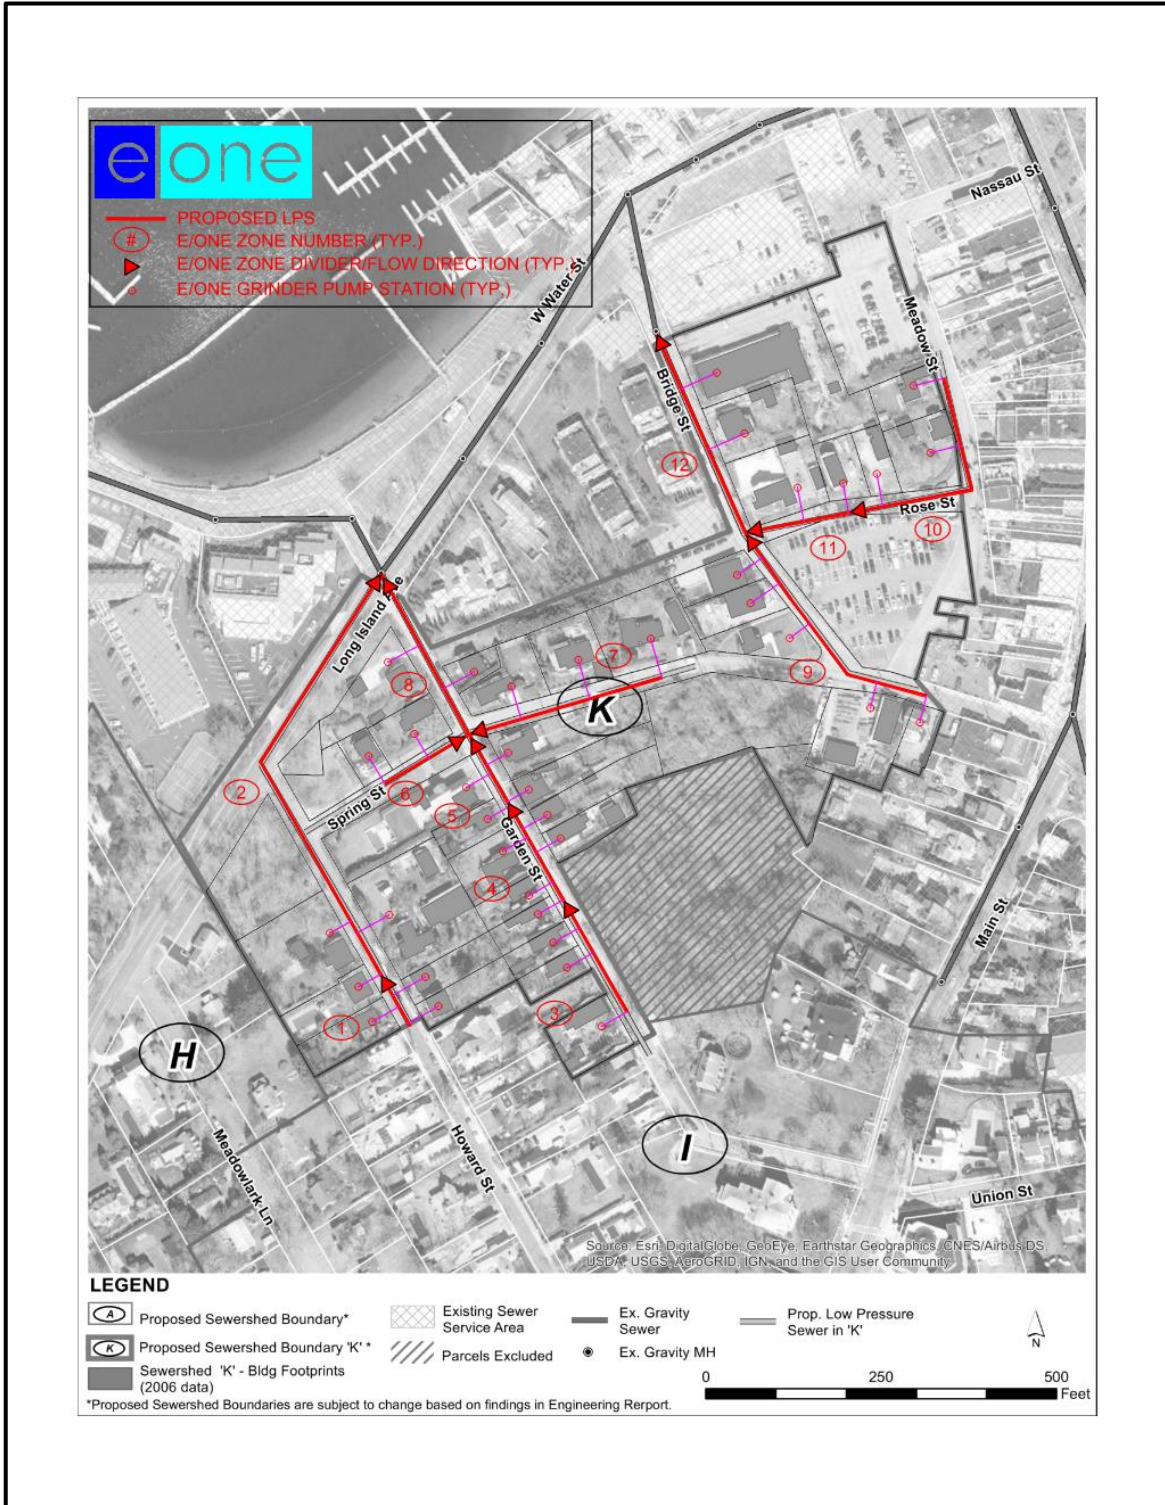 e one
PROPOSED LPS
# E/ONE ZONE NUMBER (TYP.)
E/ONE ZONE DIVIDER/FLOW DIRECTION (TYP.)
E/ONE GRINDER PUMP STATION (TYP.)
Nassau St
W Water St
Meadow St
Bridge St
12
Rose St
10
11
Long Island Ave
7
9
8
K
2
6
Spring St
5
Garden St
4
Main St
3
1
H
I
Meadowlark Ln
Howard St
Union St
Source: Esri, DigitalGlobe, GeoEye, Earthstar Geographics, CNES/Airbus DS,
USDA, USGS, AeroGRID, IGN, and the GIS User Community
LEGEND
A Proposed Sewershed Boundary*
K Proposed Sewershed Boundary 'K' *
Sewershed 'K' - Bldg Footprints
(2006 data)
Existing Sewer
Service Area
Parcels Excluded
Ex. Gravity
Sewer
Ex. Gravity MH
Prop. Low Pressure
Sewer in 'K'
N
0 250 500
Feet
*Proposed Sewershed Boundaries are subject to change based on findings in Engineering Rerport.